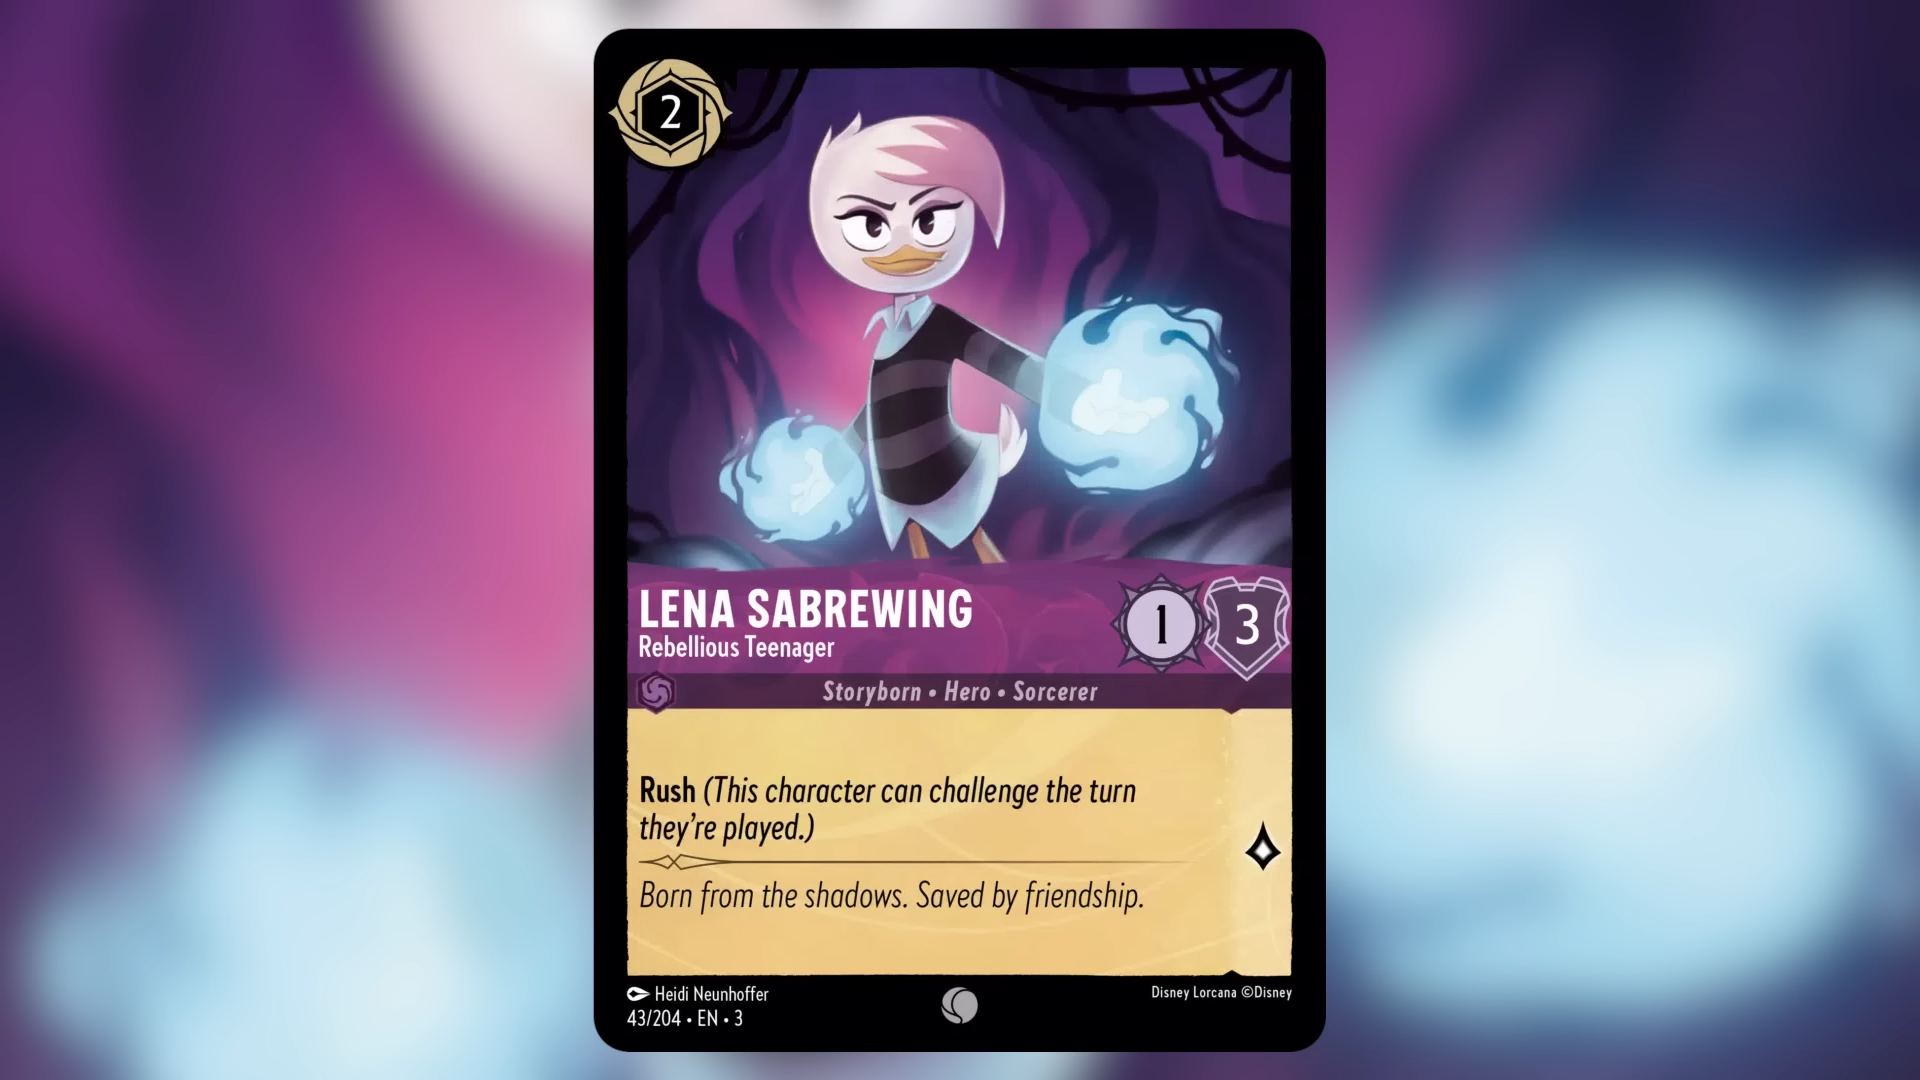 2
LENA SABREWING
Rebellious Teenager
1
3
Storyborn • Hero • Sorcerer
Rush (This character can challenge the turn
they’re played.)
Born from the shadows. Saved by friendship.
Heidi Neunhoffer
43/204 • EN • 3
Disney Lorcana ©Disney